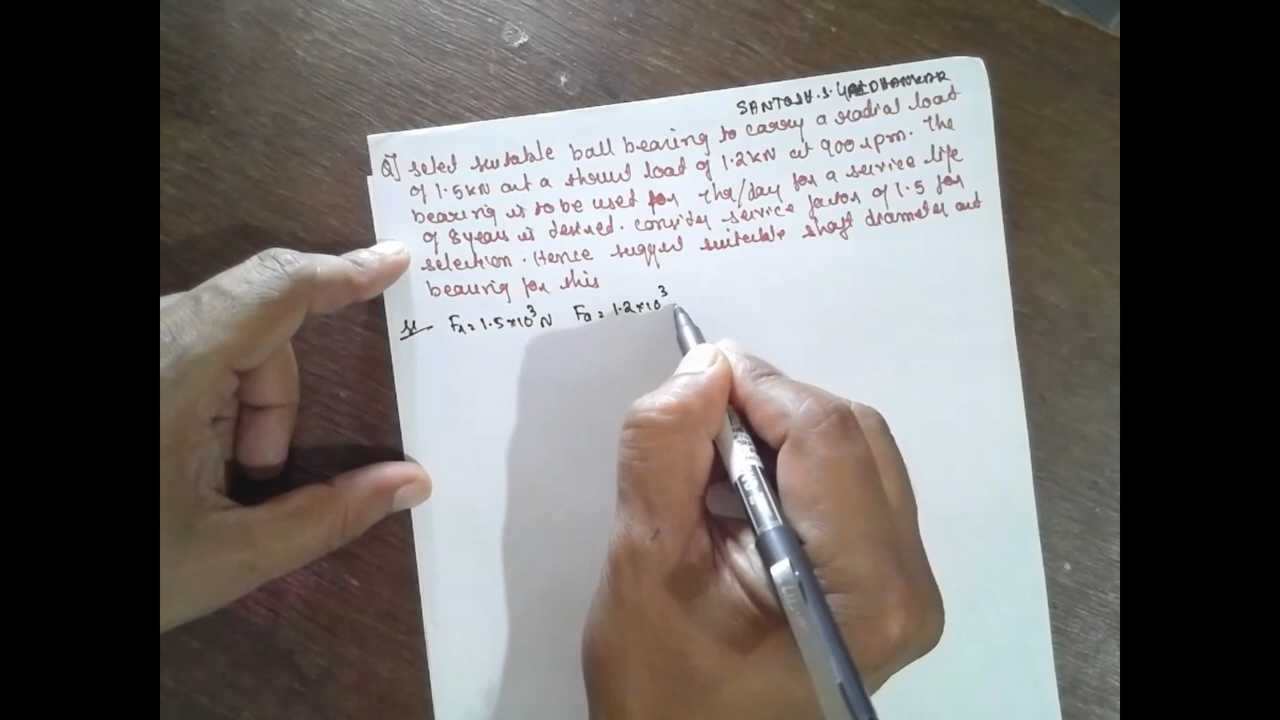 SANTOSH.S.
Q] select suitable ball bearing to carry a radial load
of 1.5KN and a thrust load of 1.2KN at 900 rpm. The
bearing is to be used for 7hr/day for a service life
of 8 years is desired. consider service factor of 1.5 for
selection. Hence suggest suitable shaft diameter and
bearing for this
Fr = 1.5×10³N Fa = 1.2×10³